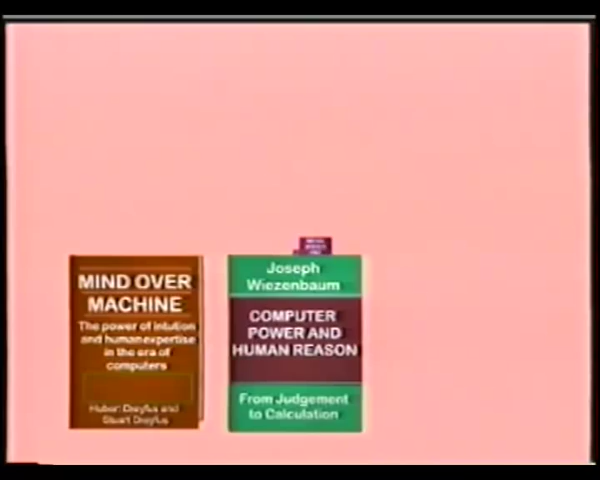 MIND OVER
MACHINE
The power of intution
and human expertise
in the era of
computers
Hubert Dreyfus and
Stuart Dreyfus
Joseph
Wiezenbaum
COMPUTER
POWER AND
HUMAN REASON
From Judgement
to Calculation